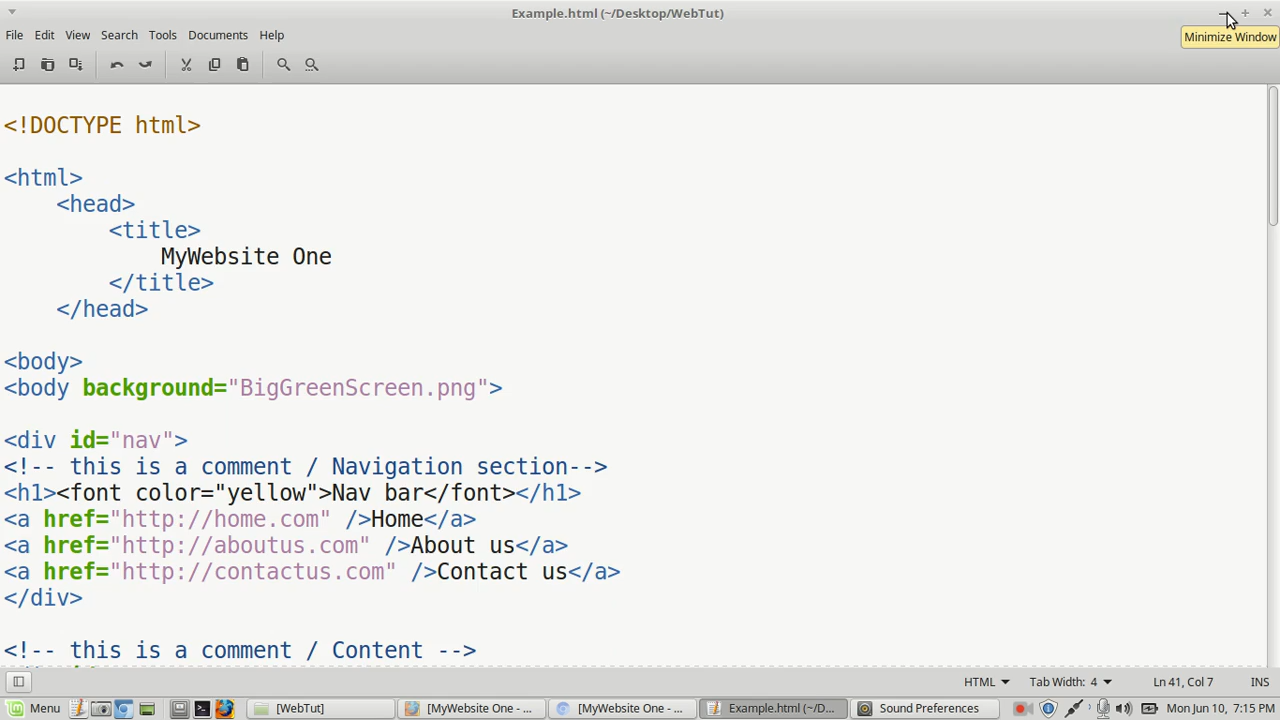 Example.html (~/Desktop/WebTut)
File Edit View Search Tools Documents Help
Minimize Window
<!DOCTYPE html>
<html>
<head>
<title>
MyWebsite One
</title>
</head>
<body>
<body background="BigGreenScreen.png">
<div id="nav">
<!-- this is a comment / Navigation section-->
<h1><font color="yellow">Nav bar</font></h1>
<a href="http://home.com" />Home</a>
<a href="http://aboutus.com" />About us</a>
<a href="http://contactus.com" />Contact us</a>
</div>
<!-- this is a comment / Content -->
HTML Tab Width: 4 Ln 41, Col 7 INS
Menu [WebTut] [MyWebsite One - ... [MyWebsite One - ... Example.html (~/D... Sound Preferences Mon Jun 10, 7:15 PM